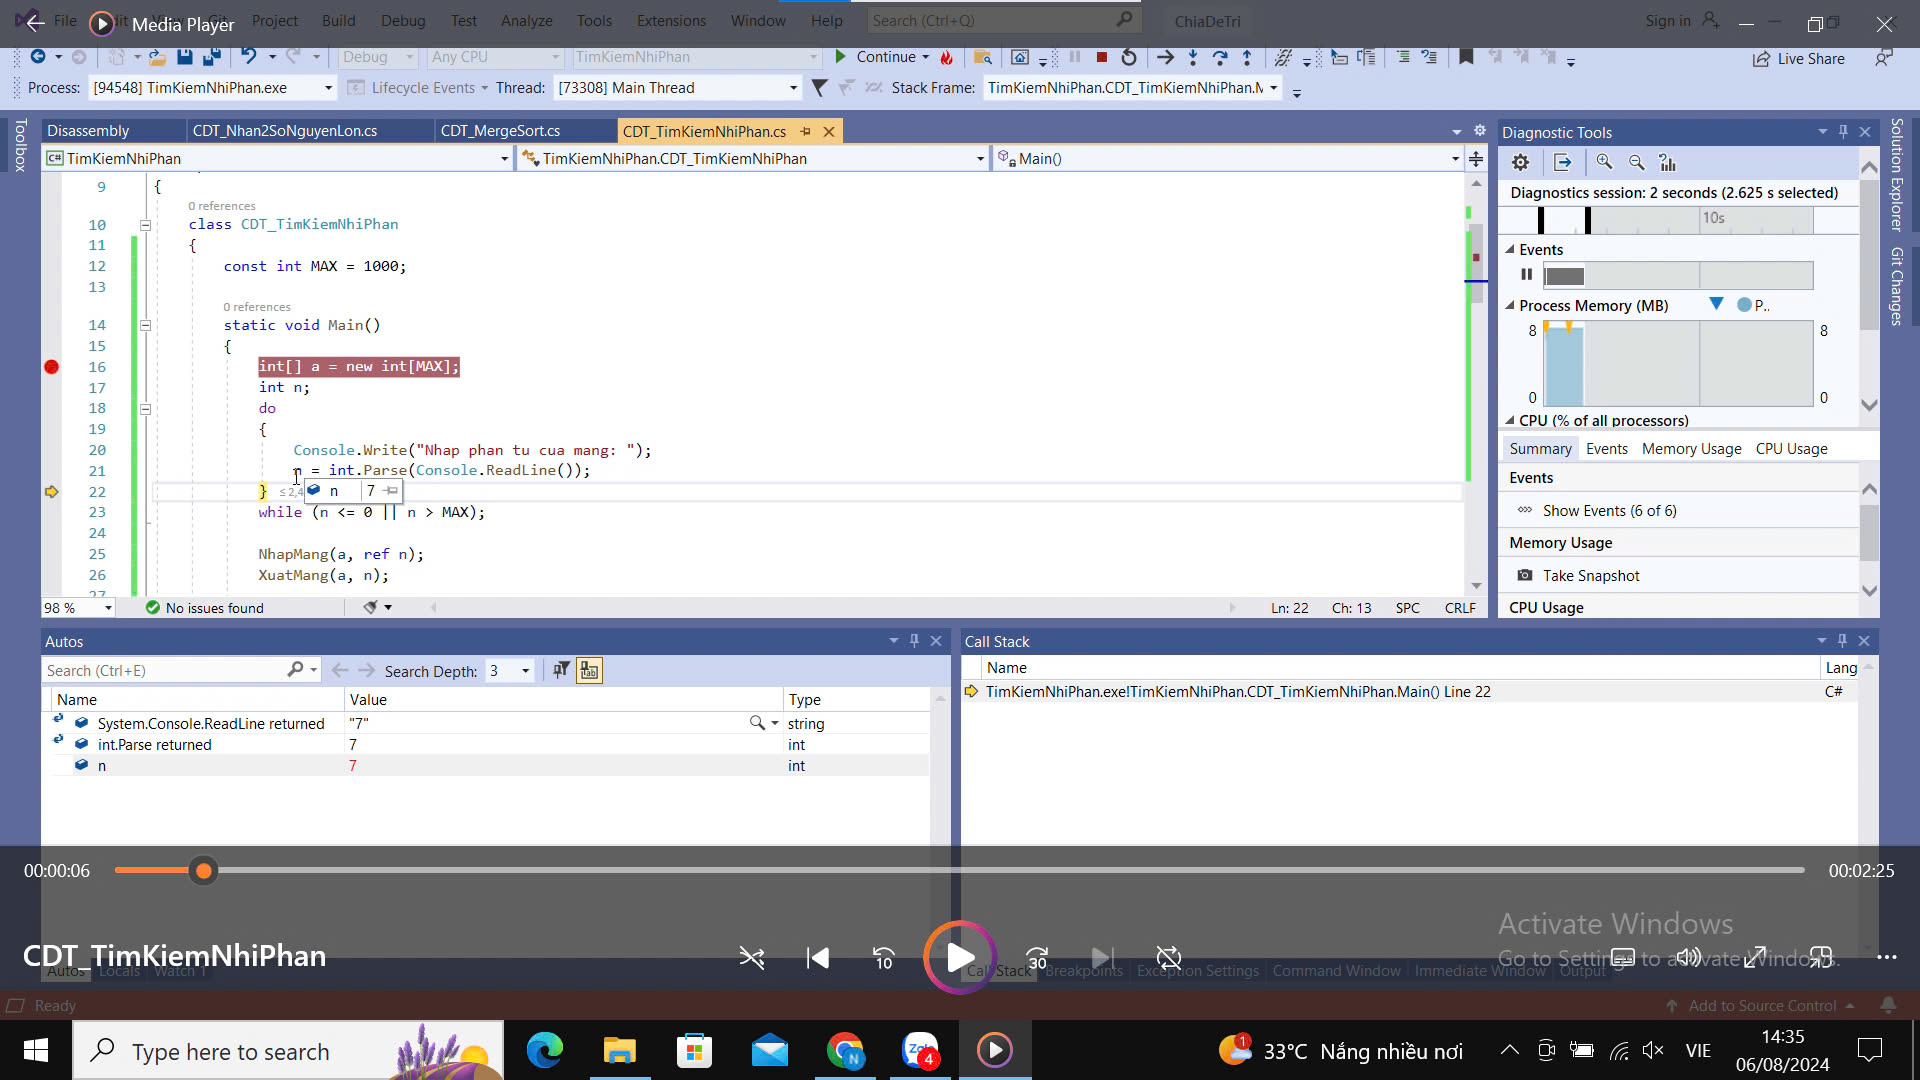 Media Player
File Edit View Git Project Build Debug Test Analyze Tools Extensions Window Help Search (Ctrl+Q) ChiaDeTri Sign in
Debug Any CPU TimKiemNhiPhan Continue Live Share
Process: [94548] TimKiemNhiPhan.exe Lifecycle Events Thread: [73308] Main Thread Stack Frame: TimKiemNhiPhan.CDT_TimKiemNhiPhan.M
Toolbox
Disassembly CDT_Nhan2SoNguyenLon.cs CDT_MergeSort.cs CDT_TimKiemNhiPhan.cs
C# TimKiemNhiPhan TimKiemNhiPhan.CDT_TimKiemNhiPhan Main()
9 {
0 references
10 class CDT_TimKiemNhiPhan
11 {
12 const int MAX = 1000;
13
0 references
14 static void Main()
15 {
16 int[] a = new int[MAX];
17 int n;
18 do
19 {
20 Console.Write("Nhap phan tu cua mang: ");
21 n = int.Parse(Console.ReadLine());
22 } ≤ 2,4 n 7
23 while (n <= 0 || n > MAX);
24
25 NhapMang(a, ref n);
26 XuatMang(a, n);
27
98 % No issues found Ln: 22 Ch: 13 SPC CRLF
Diagnostic Tools
Diagnostics session: 2 seconds (2.625 s selected)
10s
Events
Process Memory (MB) P..
8 8
0 0
CPU (% of all processors)
Summary Events Memory Usage CPU Usage
Events
Show Events (6 of 6)
Memory Usage
Take Snapshot
CPU Usage
Solution Explorer
Git Changes
Autos
Search (Ctrl+E) Search Depth: 3
Name Value Type
System.Console.ReadLine returned "7" string
int.Parse returned 7 int
n 7 int
Call Stack
Name Lang
TimKiemNhiPhan.exe!TimKiemNhiPhan.CDT_TimKiemNhiPhan.Main() Line 22 C#
00:00:06 00:02:25
CDT_TimKiemNhiPhan
10 30
Activate Windows
Go to Settings to activate Windows.
Autos Locals Watch 1
Call Stack Breakpoints Exception Settings Command Window Immediate Window Output
Ready Add to Source Control
Type here to search
N Zalo 4
1 33°C Nắng nhiều nơi VIE
14:35
06/08/2024